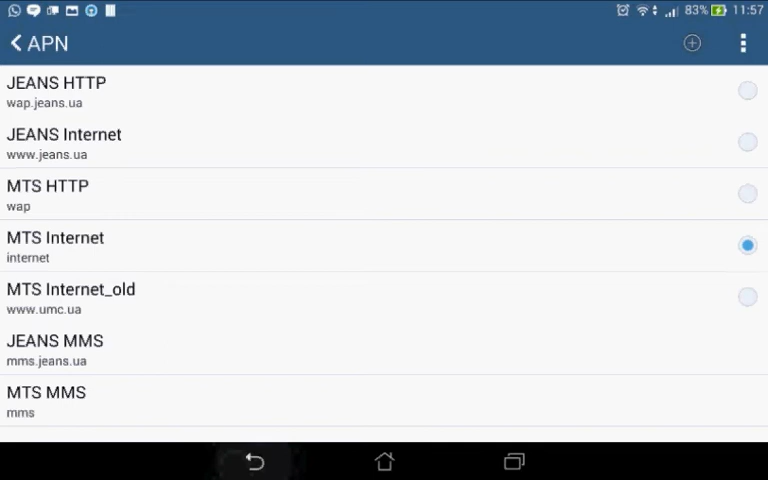 83% 11:57
APN
JEANS HTTP
wap.jeans.ua
JEANS Internet
www.jeans.ua
MTS HTTP
wap
MTS Internet
internet
MTS Internet_old
www.umc.ua
JEANS MMS
mms.jeans.ua
MTS MMS
mms